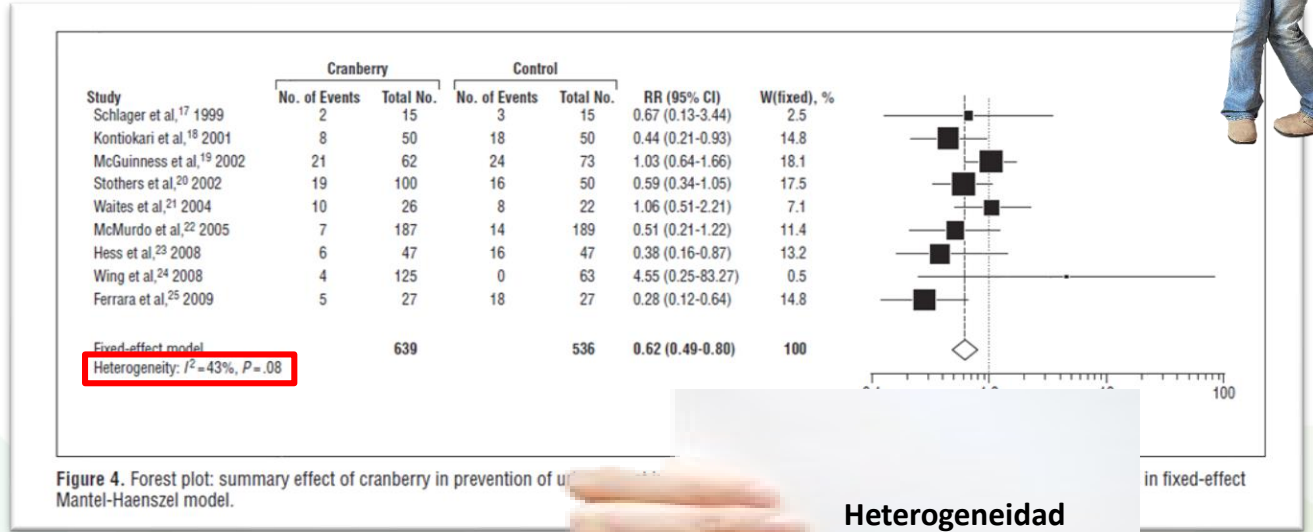 Cranberry Control
Study No. of Events Total No. No. of Events Total No. RR (95% CI) W(fixed), %
Schlager et al,17 1999 2 15 3 15 0.67 (0.13-3.44) 2.5
Kontiokari et al,18 2001 8 50 18 50 0.44 (0.21-0.93) 14.8
McGuinness et al,19 2002 21 62 24 73 1.03 (0.64-1.66) 18.1
Stothers et al,20 2002 19 100 16 50 0.59 (0.34-1.05) 17.5
Waites et al,21 2004 10 26 8 22 1.06 (0.51-2.21) 7.1
McMurdo et al,22 2005 7 187 14 189 0.51 (0.21-1.22) 11.4
Hess et al,23 2008 6 47 16 47 0.38 (0.16-0.87) 13.2
Wing et al,24 2008 4 125 0 63 4.55 (0.25-83.27) 0.5
Ferrara et al,25 2009 5 27 18 27 0.28 (0.12-0.64) 14.8
Fixed-effect model 639 536 0.62 (0.49-0.80) 100
Heterogeneity: I2=43%, P=.08
100
Figure 4. Forest plot: summary effect of cranberry in prevention of in fixed-effect
Mantel-Haenszel model.
Heterogeneidad